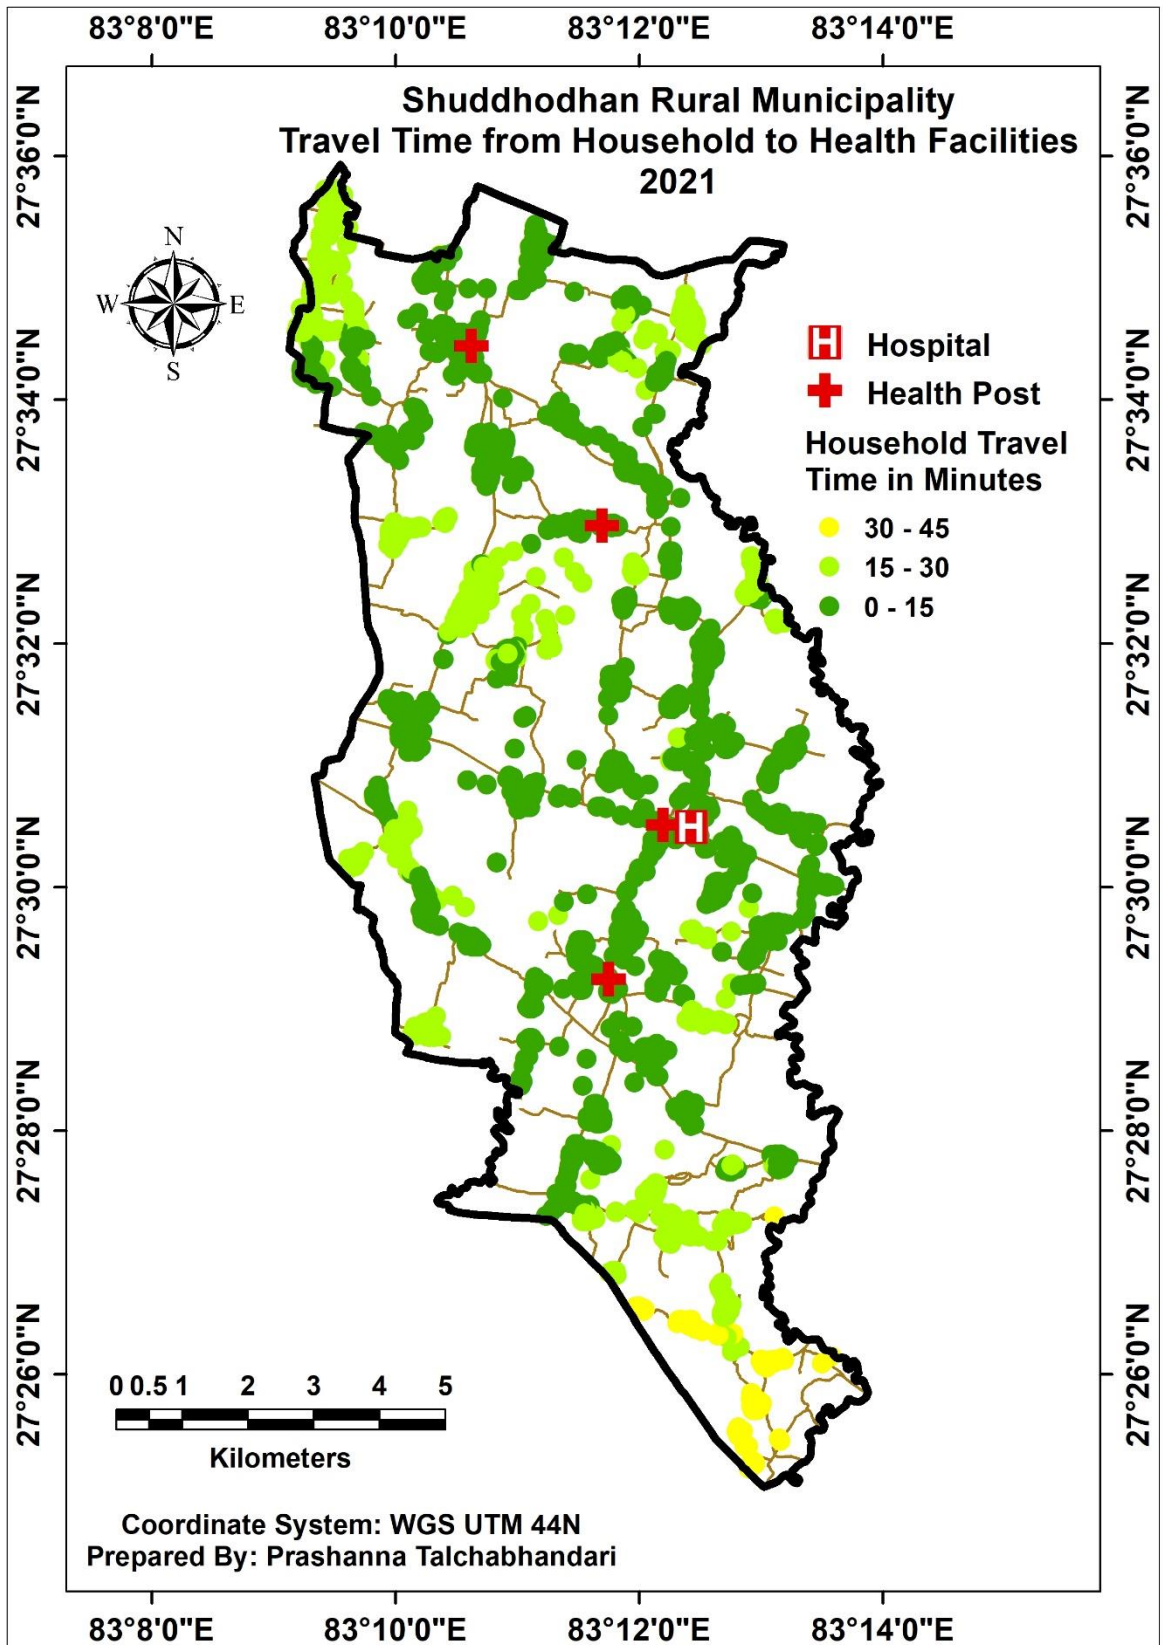 83°8'0"E 83°10'0"E 83°12'0"E 83°14'0"E
Shuddhodhan Rural Municipality
Travel Time from Household to Health Facilities
2021
27°36'0"N 27°36'0"N
N
W E
S
H Hospital
Health Post
27°34'0"N 27°34'0"N
Household Travel
Time in Minutes
30 - 45
15 - 30
0 - 15
27°32'0"N 27°32'0"N
H
27°30'0"N 27°30'0"N
27°28'0"N 27°28'0"N
27°26'0"N 27°26'0"N
0 0.5 1 2 3 4 5
Kilometers
Coordinate System: WGS UTM 44N
Prepared By: Prashanna Talchabhandari
83°8'0"E 83°10'0"E 83°12'0"E 83°14'0"E